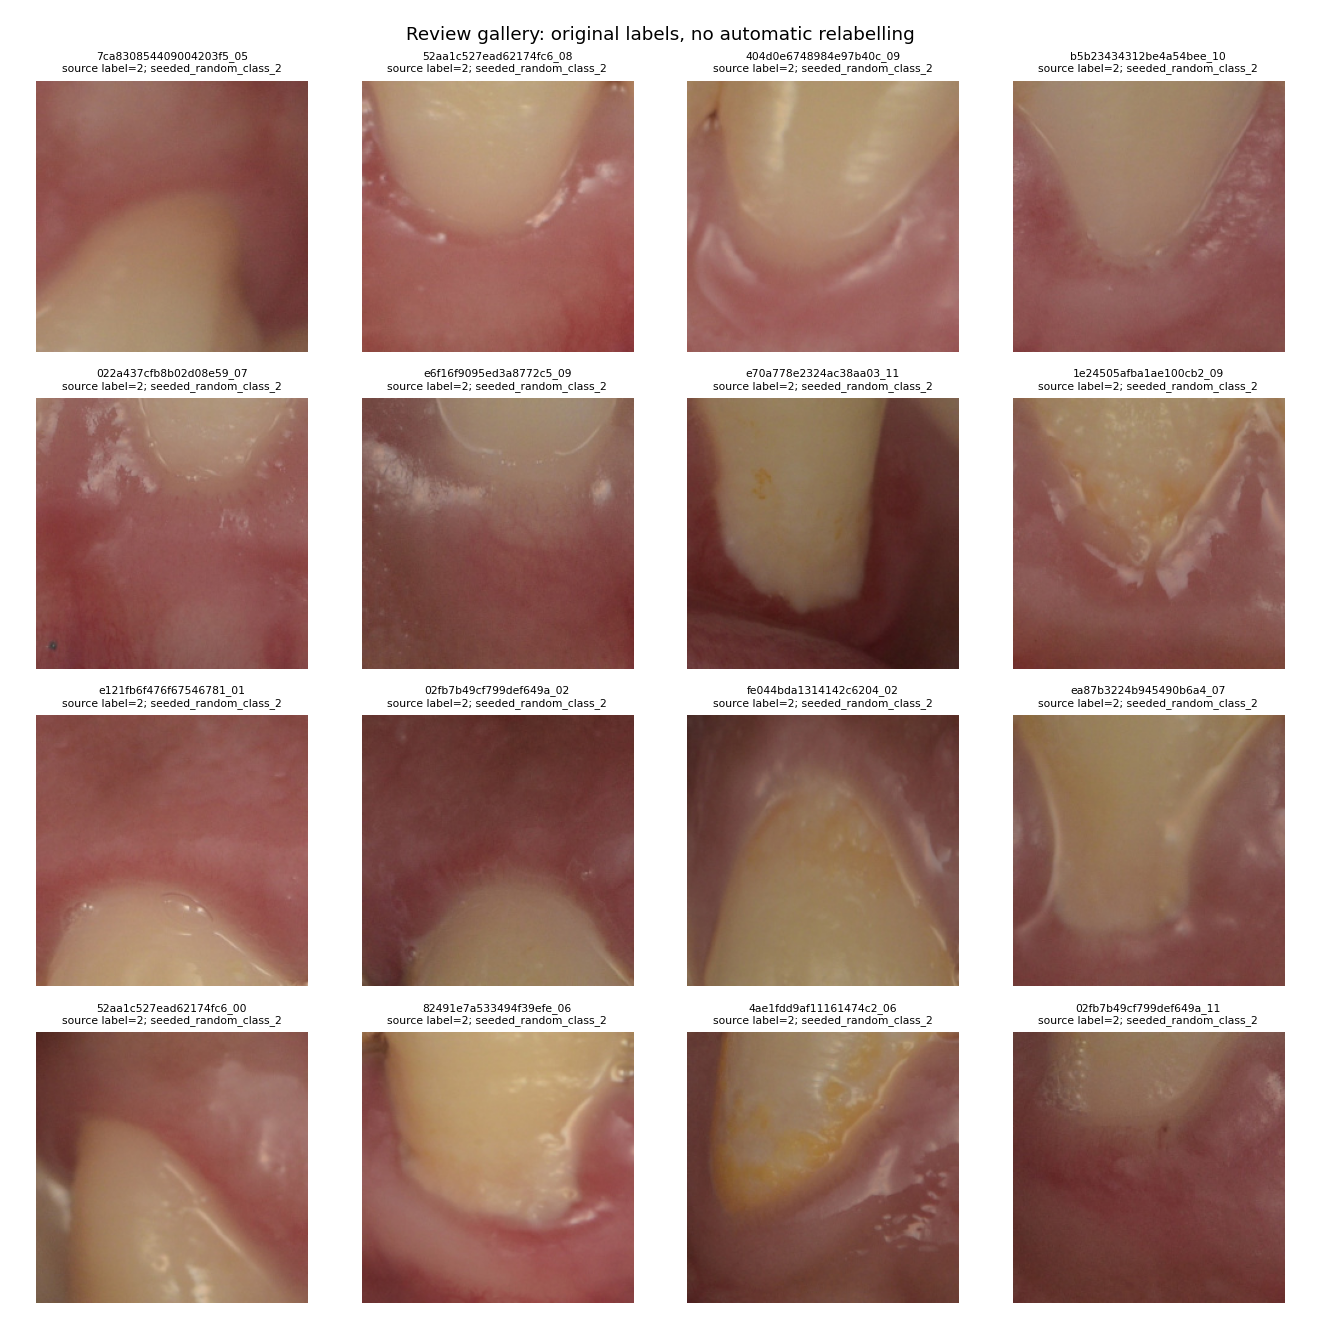 Review gallery: original labels, no automatic relabelling
7ca830854409004203f5_05
source label=2; seeded_random_class_2
52aa1c527ead62174fc6_08
source label=2; seeded_random_class_2
404d0e6748984e97b40c_09
source label=2; seeded_random_class_2
b5b23434312be4a54bee_10
source label=2; seeded_random_class_2
022a437cfb8b02d08e59_07
source label=2; seeded_random_class_2
e6f16f9095ed3a8772c5_09
source label=2; seeded_random_class_2
e70a778e2324ac38aa03_11
source label=2; seeded_random_class_2
1e24505afba1ae100cb2_09
source label=2; seeded_random_class_2
e121fb6f476f67546781_01
source label=2; seeded_random_class_2
02fb7b49cf799def649a_02
source label=2; seeded_random_class_2
fe044bda1314142c6204_02
source label=2; seeded_random_class_2
ea87b3224b945490b6a4_07
source label=2; seeded_random_class_2
52aa1c527ead62174fc6_00
source label=2; seeded_random_class_2
82491e7a533494f39efe_06
source label=2; seeded_random_class_2
4ae1fdd9af11161474c2_06
source label=2; seeded_random_class_2
02fb7b49cf799def649a_11
source label=2; seeded_random_class_2